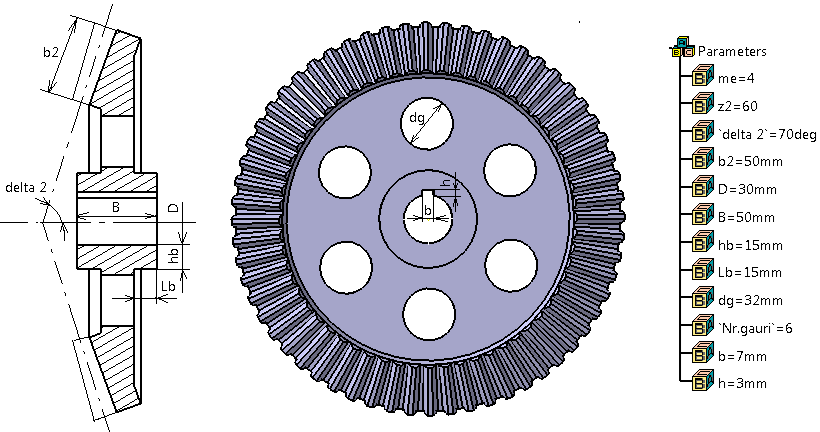 b2
delta 2
B
D
hb
Lb
dg
h
b
Parameters
me=4
z2=60
`delta 2`=70deg
b2=50mm
D=30mm
B=50mm
hb=15mm
Lb=15mm
dg=32mm
`Nr.gauri`=6
b=7mm
h=3mm